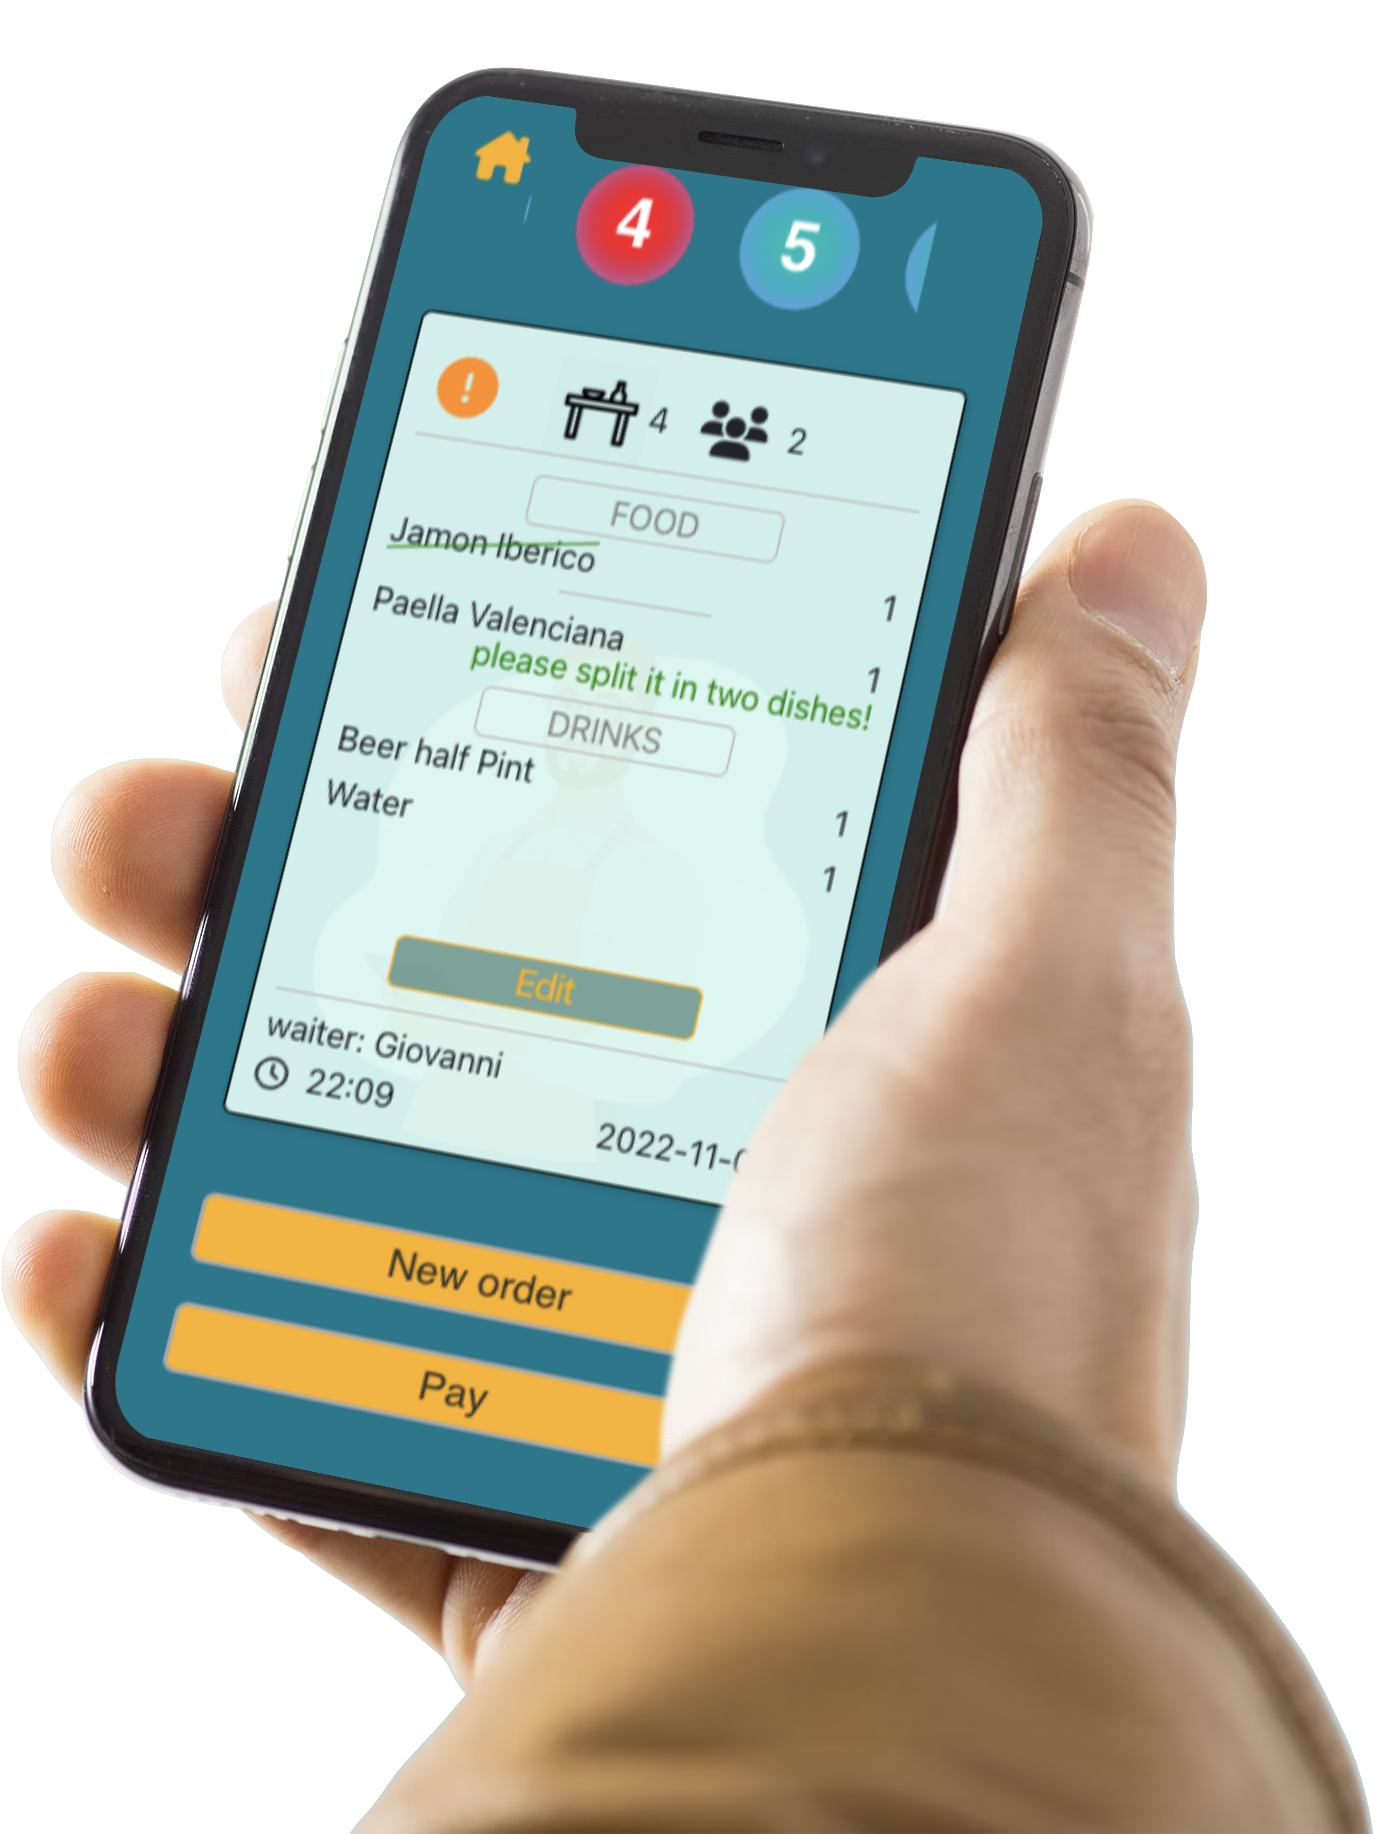 4
5
!
4
2
FOOD
Jamon Iberico
1
Paella Valenciana
1
please split it in two dishes!
DRINKS
Beer half Pint
1
Water
1
Edit
waiter: Giovanni
22:09
2022-11-
New order
Pay